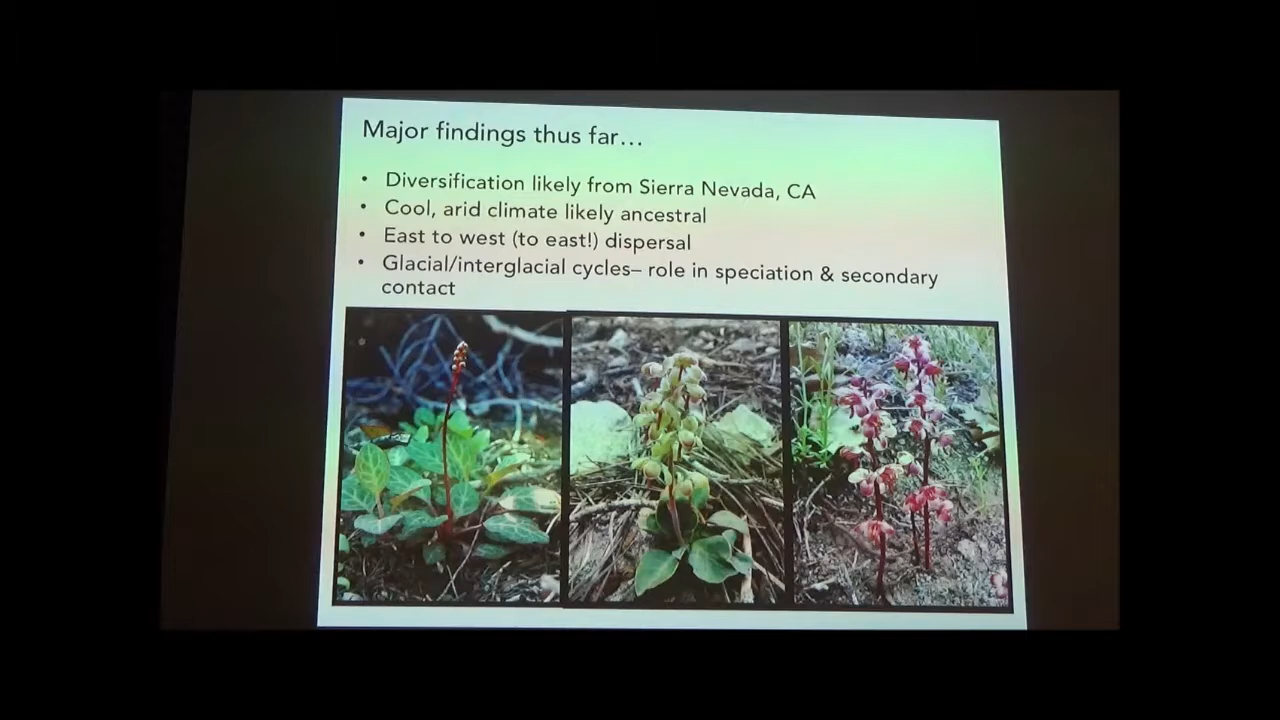 Major findings thus far…
• Diversification likely from Sierra Nevada, CA
• Cool, arid climate likely ancestral
• East to west (to east!) dispersal
• Glacial/interglacial cycles– role in speciation & secondary
contact